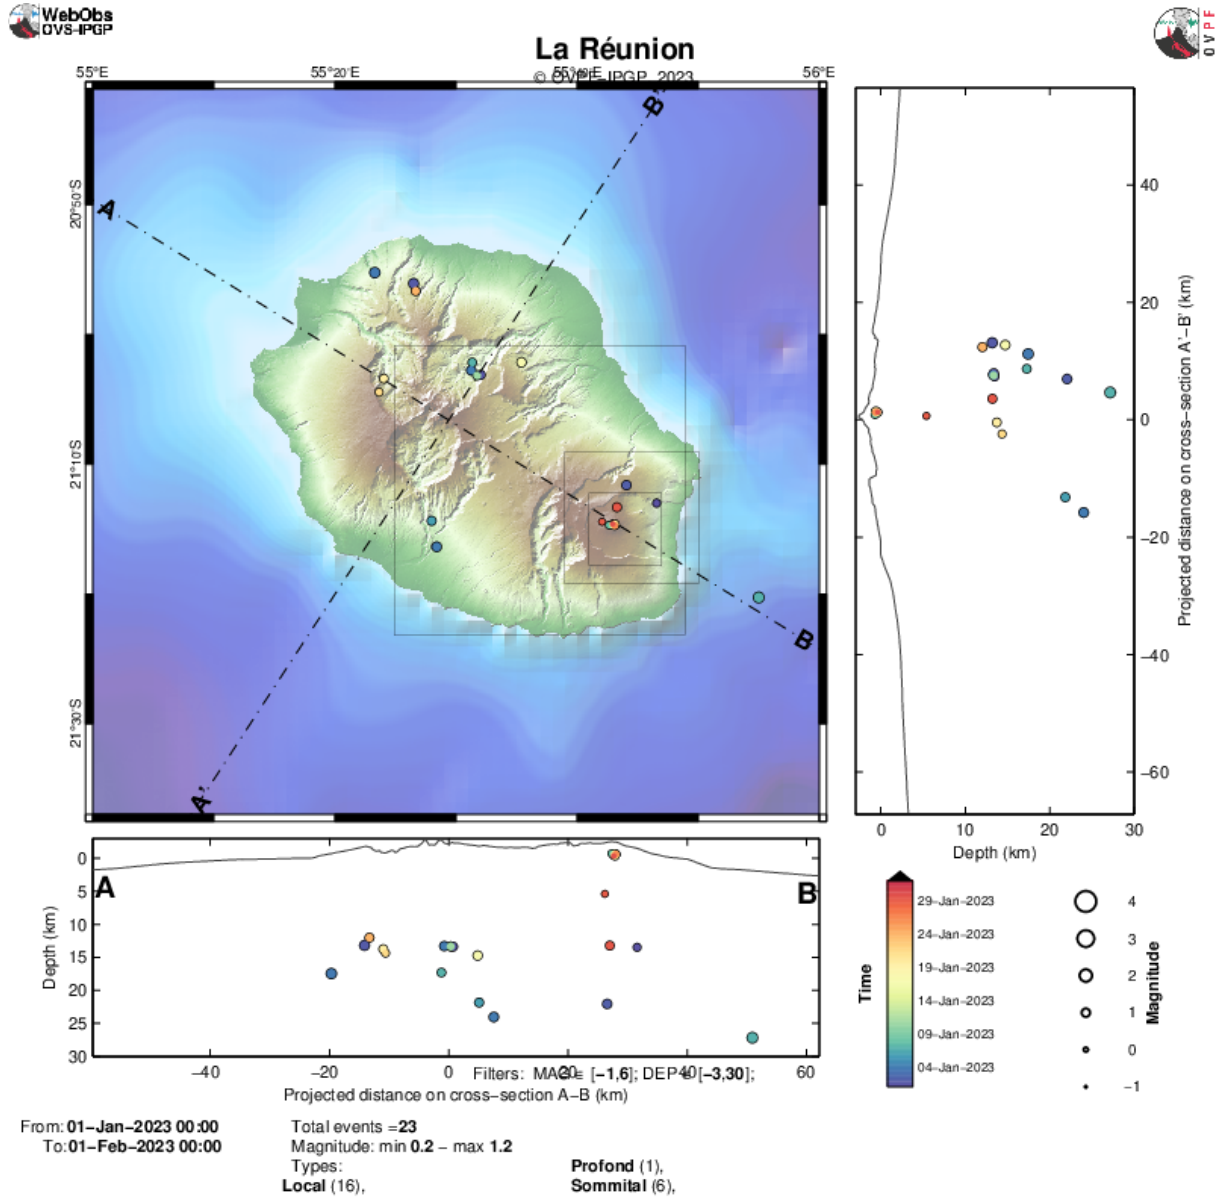 WebObs
OVS-IPGP
OVPF
La Réunion
© OVPF-IPGP, 2023
55°E
55°20'E
55°40'E
56°E
20°50'S
21°10'S
21°30'S
A
B'
A'
B
40
20
0
−20
−40
−60
Projected distance on cross−section A'−B' (km)
0
10
20
30
Depth (km)
A
B
0
5
10
15
20
25
30
Depth (km)
−40
−20
0
20
40
60
Filters: MAG ∈ [−1,6]; DEP ∈ [−3,30];
Projected distance on cross−section A−B (km)
Time
29−Jan−2023
24−Jan−2023
19−Jan−2023
14−Jan−2023
09−Jan−2023
04−Jan−2023
4
3
2
1
0
−1
Magnitude
From: 01−Jan−2023 00:00
To: 01−Feb−2023 00:00
Total events =23
Magnitude: min 0.2 − max 1.2
Types:
Profond (1),
Local (16),
Sommital (6),